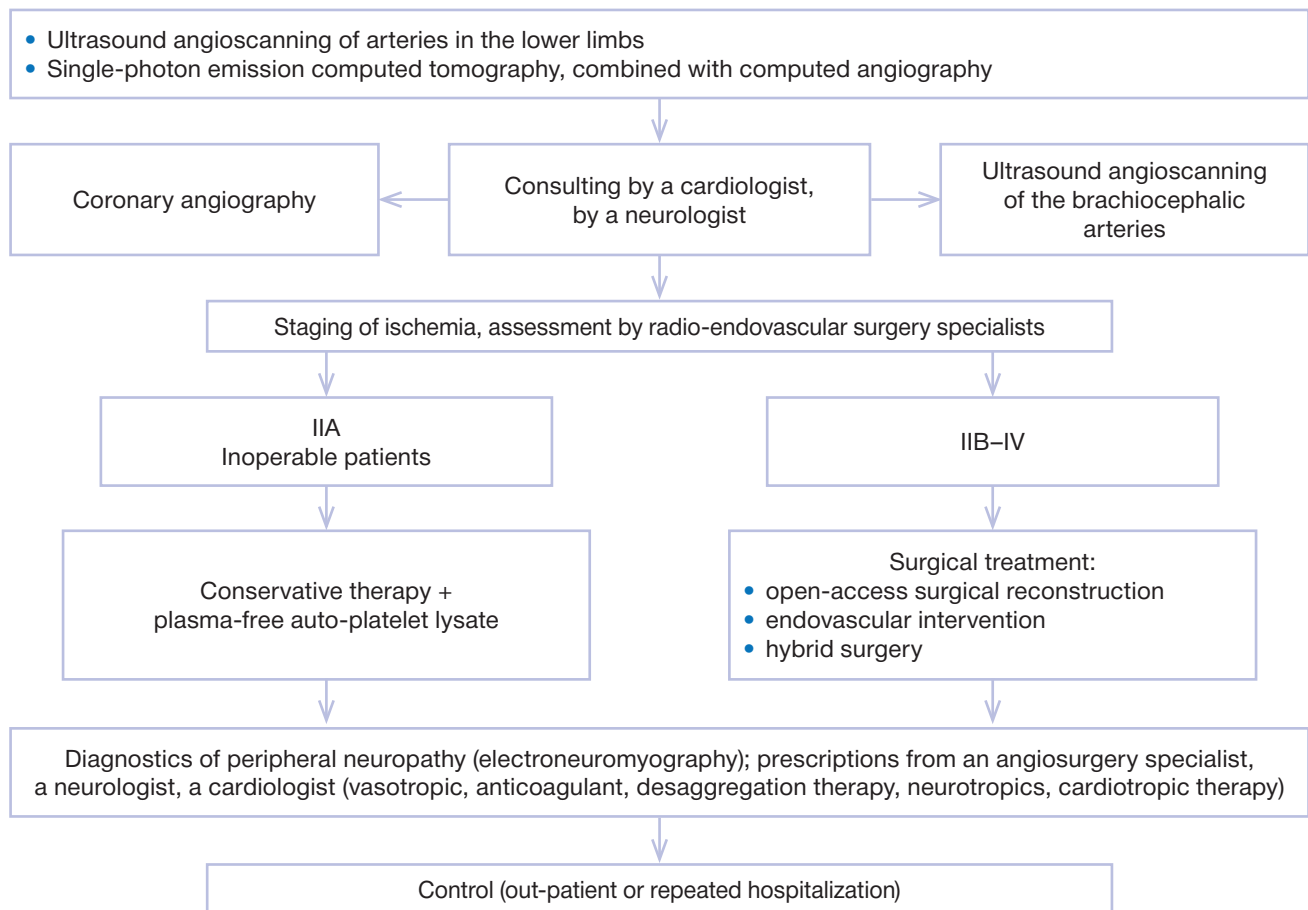 • Ultrasound angioscanning of arteries in the lower limbs
• Single-photon emission computed tomography, combined with computed angiography
Coronary angiography
Consulting by a cardiologist,
by a neurologist
Ultrasound angioscanning
of the brachiocephalic
arteries
Staging of ischemia, assessment by radio-endovascular surgery specialists
IIA
Inoperable patients
IIB–IV
Conservative therapy +
plasma-free auto-platelet lysate
Surgical treatment:
• open-access surgical reconstruction
• endovascular intervention
• hybrid surgery
Diagnostics of peripheral neuropathy (electroneuromyography); prescriptions from an angiosurgery specialist,
a neurologist, a cardiologist (vasotropic, anticoagulant, desaggregation therapy, neurotropics, cardiotropic therapy)
Control (out-patient or repeated hospitalization)